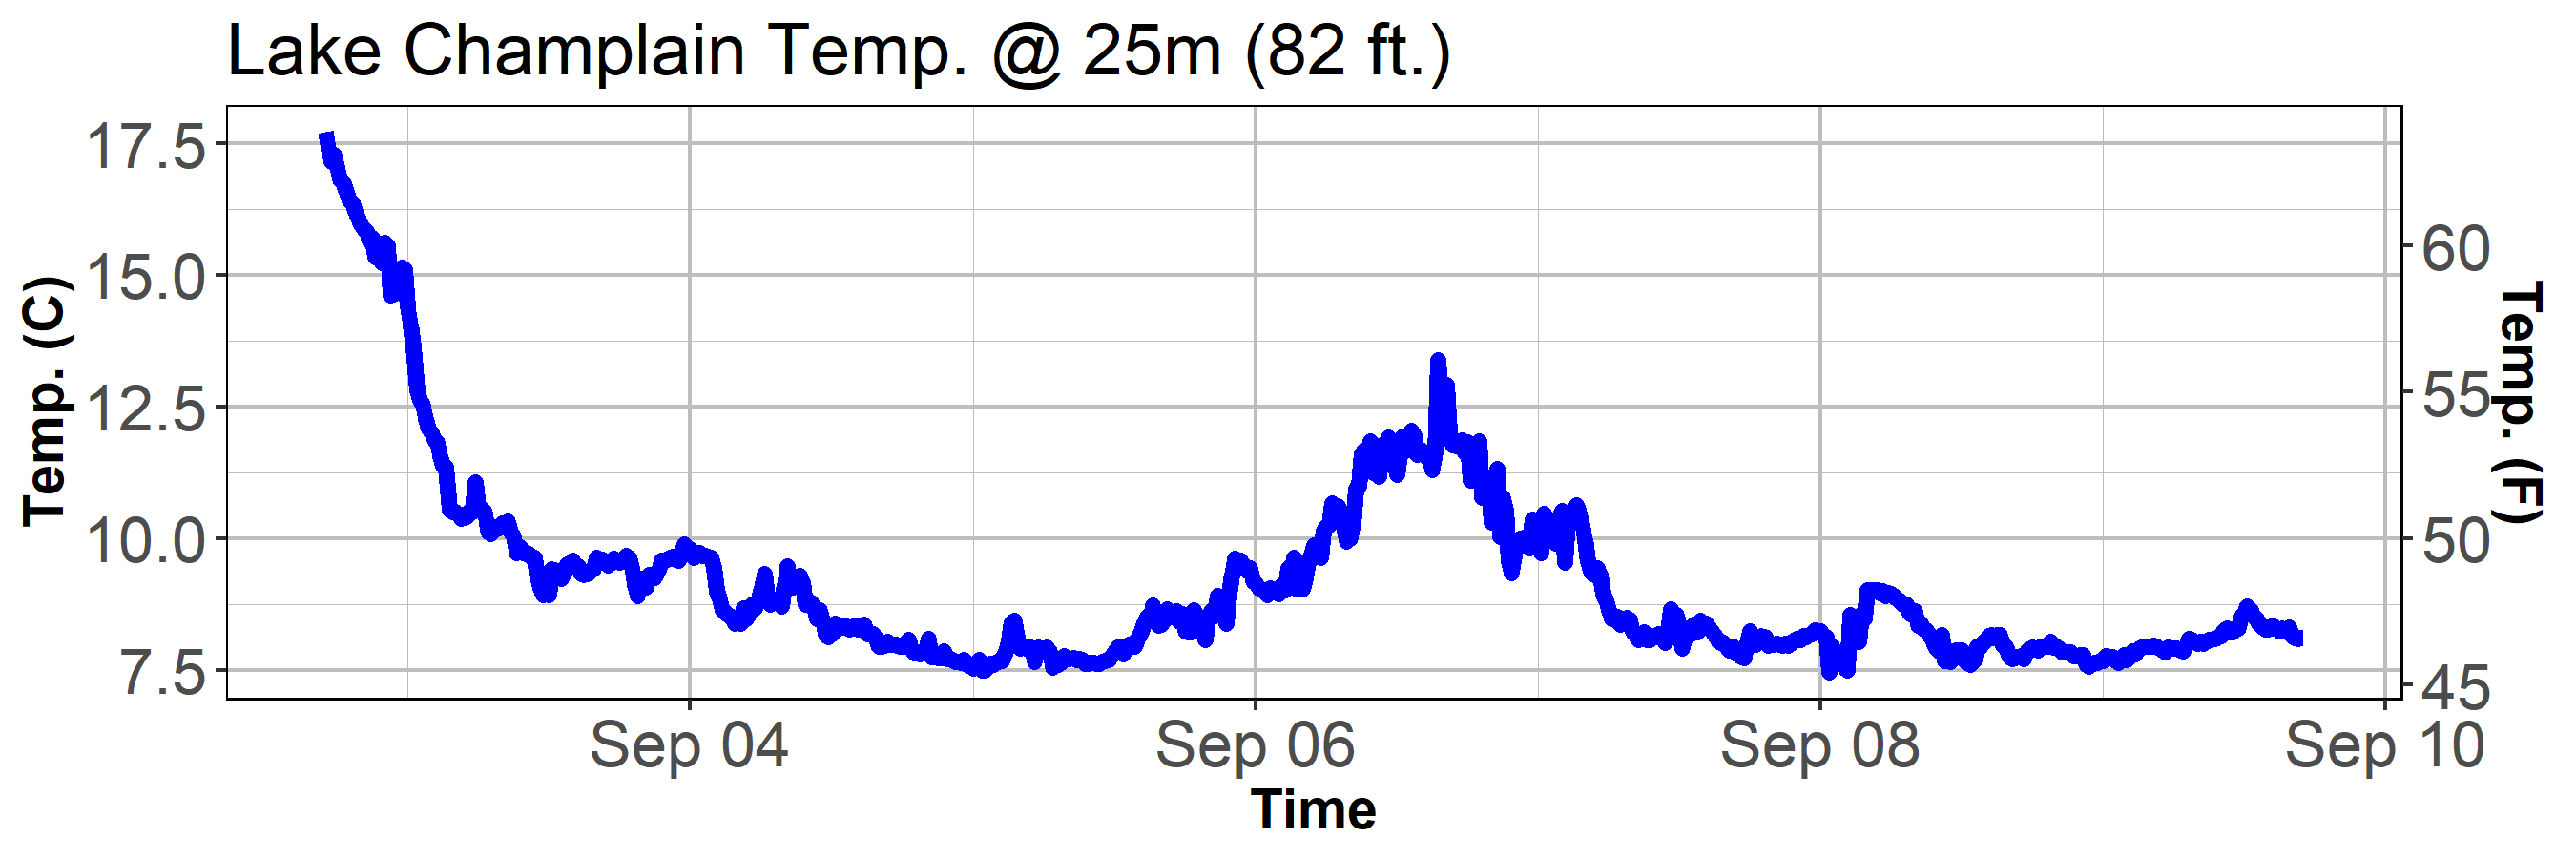 Lake Champlain Temp. @ 25m (82 ft.)
17.5
15.0
12.5
10.0
7.5
Temp. (C)
60
55
50
45
Temp. (F)
Sep 04
Sep 06
Sep 08
Sep 10
Time